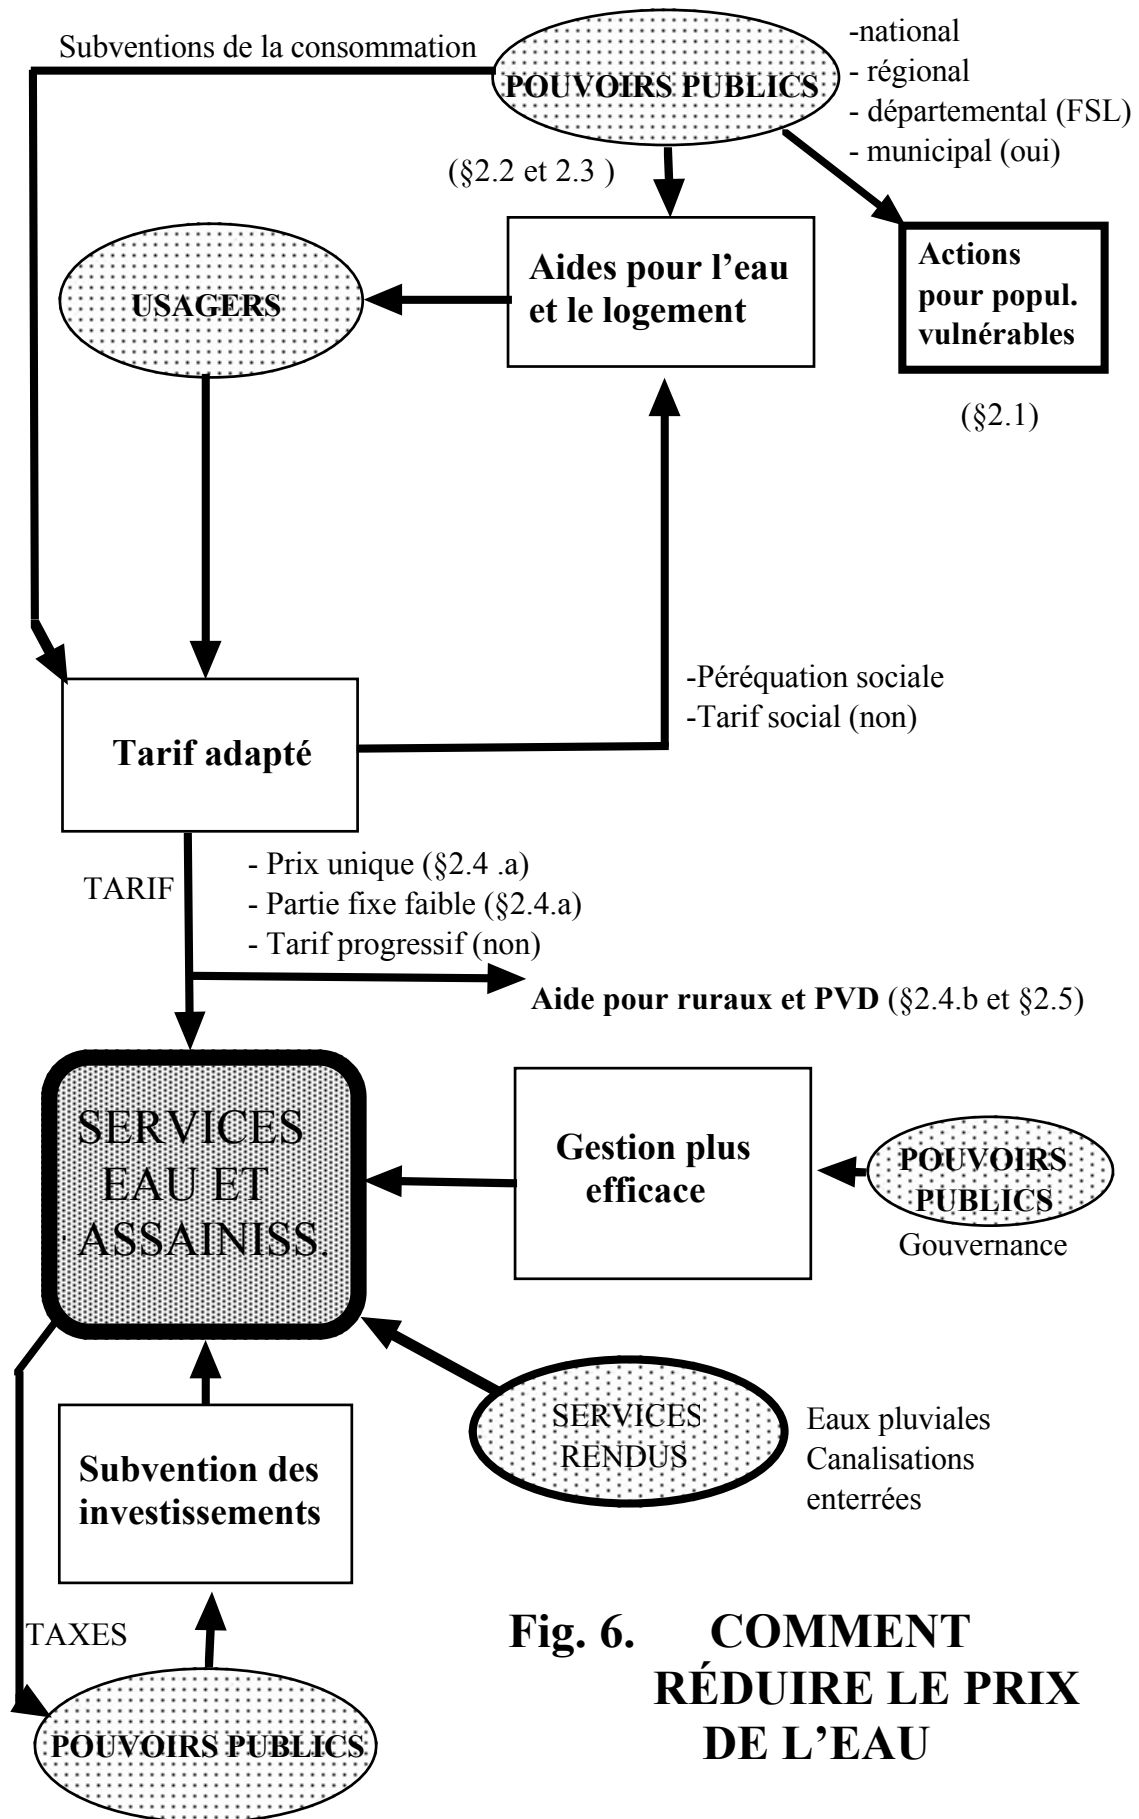 Subventions de la consommation
POUVOIRS PUBLICS
-national
- régional
- départemental (FSL)
- municipal (oui)
(§2.2 et 2.3 )
Aides pour l’eau
et le logement
Actions
pour popul.
vulnérables
USAGERS
(§2.1)
-Péréquation sociale
-Tarif social (non)
Tarif adapté
TARIF
- Prix unique (§2.4 .a)
- Partie fixe faible (§2.4.a)
- Tarif progressif (non)
Aide pour ruraux et PVD (§2.4.b et §2.5)
SERVICES
EAU ET
ASSAINISS.
Gestion plus
efficace
POUVOIRS
PUBLICS
Gouvernance
SERVICES
RENDUS
Eaux pluviales
Canalisations
enterrées
Subvention des
investissements
TAXES
POUVOIRS PUBLICS
Fig. 6. COMMENT
RÉDUIRE LE PRIX
DE L’EAU